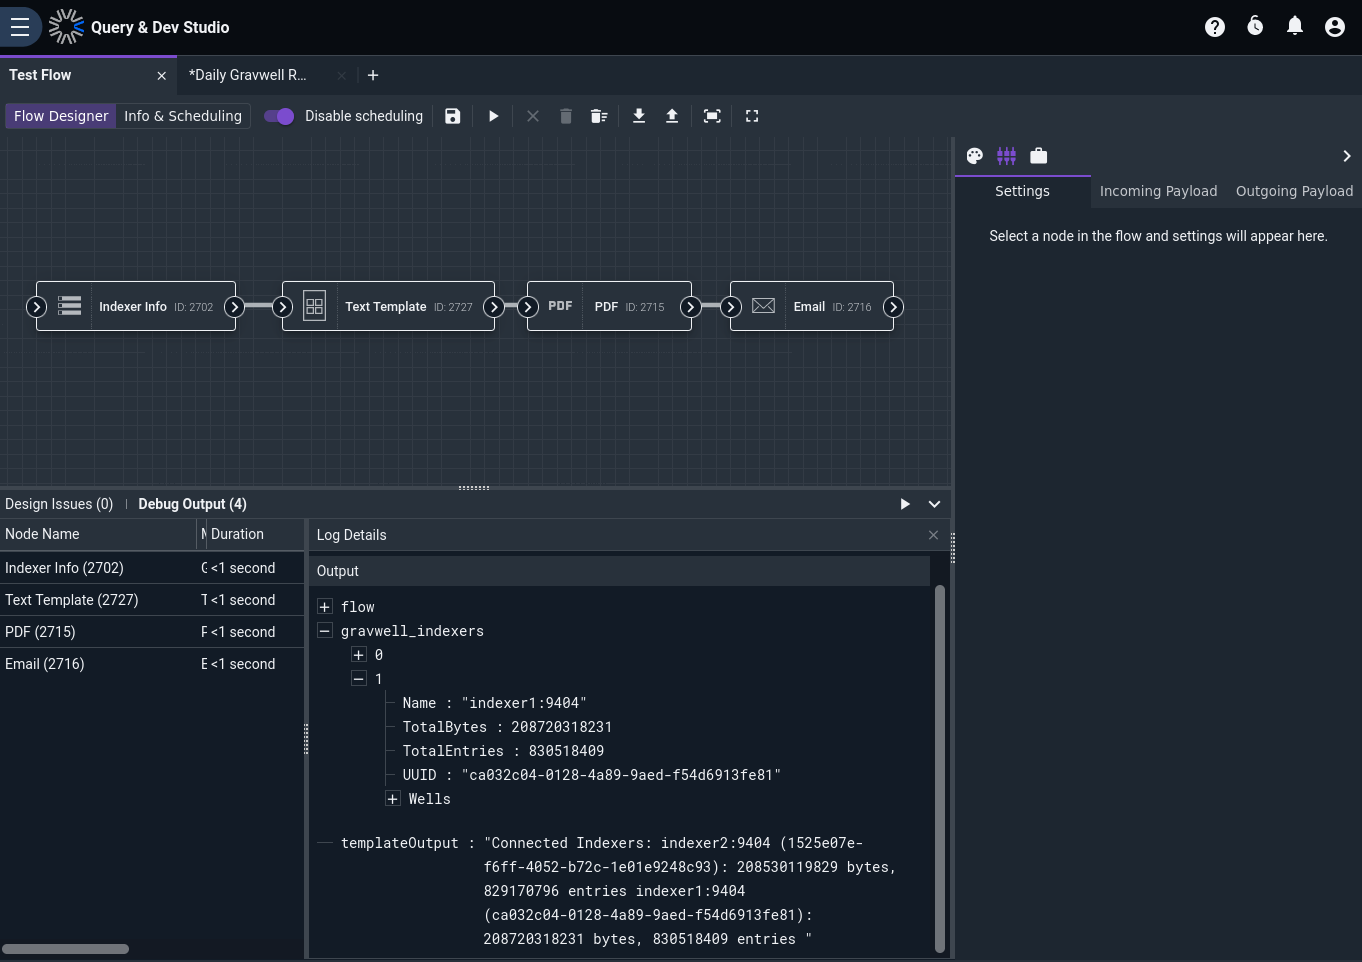 Query & Dev Studio
Test Flow
*Daily Gravwell R...
Flow Designer
Info & Scheduling
Disable scheduling
Settings
Incoming Payload
Outgoing Payload
Select a node in the flow and settings will appear here.
Indexer Info ID: 2702
Text Template ID: 2727
PDF PDF ID: 2715
Email ID: 2716
Design Issues (0)
Debug Output (4)
Node Name
Duration
Indexer Info (2702) <1 second
Text Template (2727) <1 second
PDF (2715) <1 second
Email (2716) <1 second
Log Details
Output
flow
gravwell_indexers
0
1
Name : "indexer1:9404"
TotalBytes : 208720318231
TotalEntries : 830518409
UUID : "ca032c04-0128-4a89-9aed-f54d6913fe81"
Wells
templateOutput : "Connected Indexers: indexer2:9404 (1525e07e-
f6ff-4052-b72c-1e01e9248c93): 208530119829 bytes,
829170796 entries indexer1:9404
(ca032c04-0128-4a89-9aed-f54d6913fe81):
208720318231 bytes, 830518409 entries "